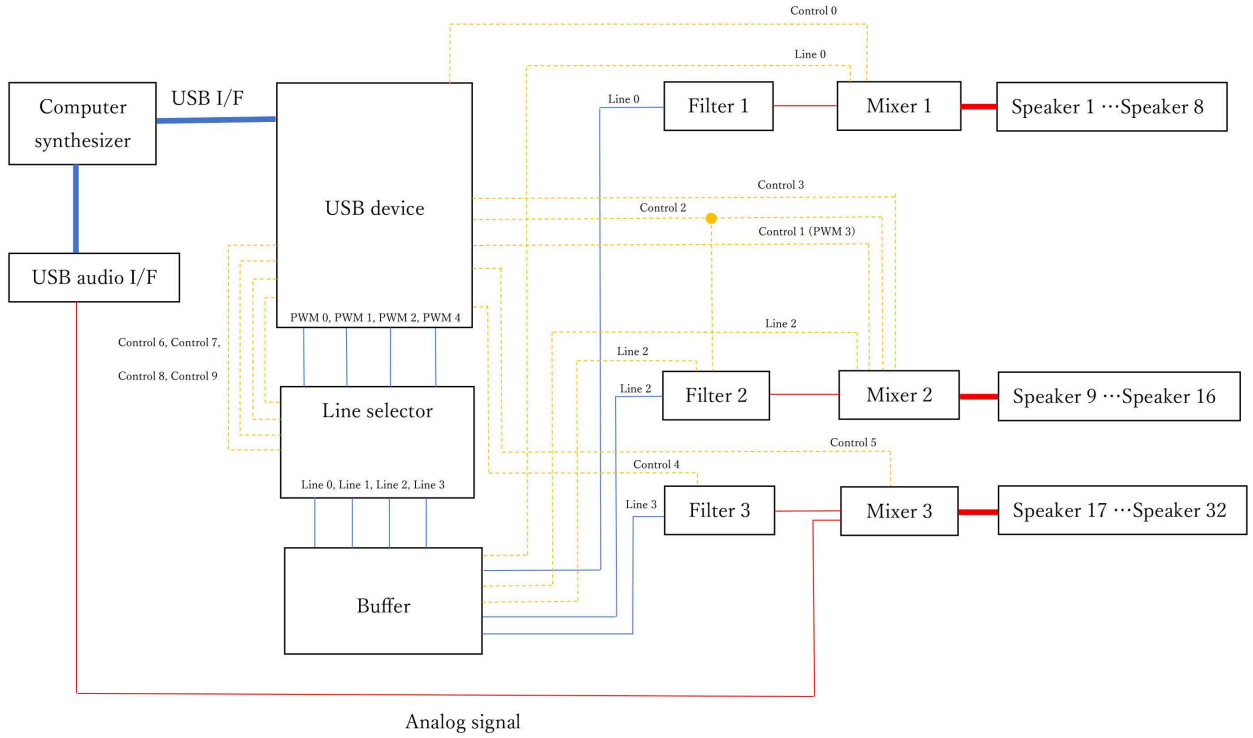 Control 0
Line 0
USB I/F
Computer
synthesizer
Line 0
Filter 1
Mixer 1
Speaker 1 …Speaker 8
USB device
Control 3
Control 2
Control 1 (PWM 3)
USB audio I/F
PWM 0, PWM 1, PWM 2, PWM 4
Line 2
Control 6, Control 7,
Control 8, Control 9
Line 2
Line 2
Filter 2
Mixer 2
Speaker 9 …Speaker 16
Line selector
Control 5
Control 4
Line 0, Line 1, Line 2, Line 3
Line 3
Filter 3
Mixer 3
Speaker 17 …Speaker 32
Buffer
Analog signal